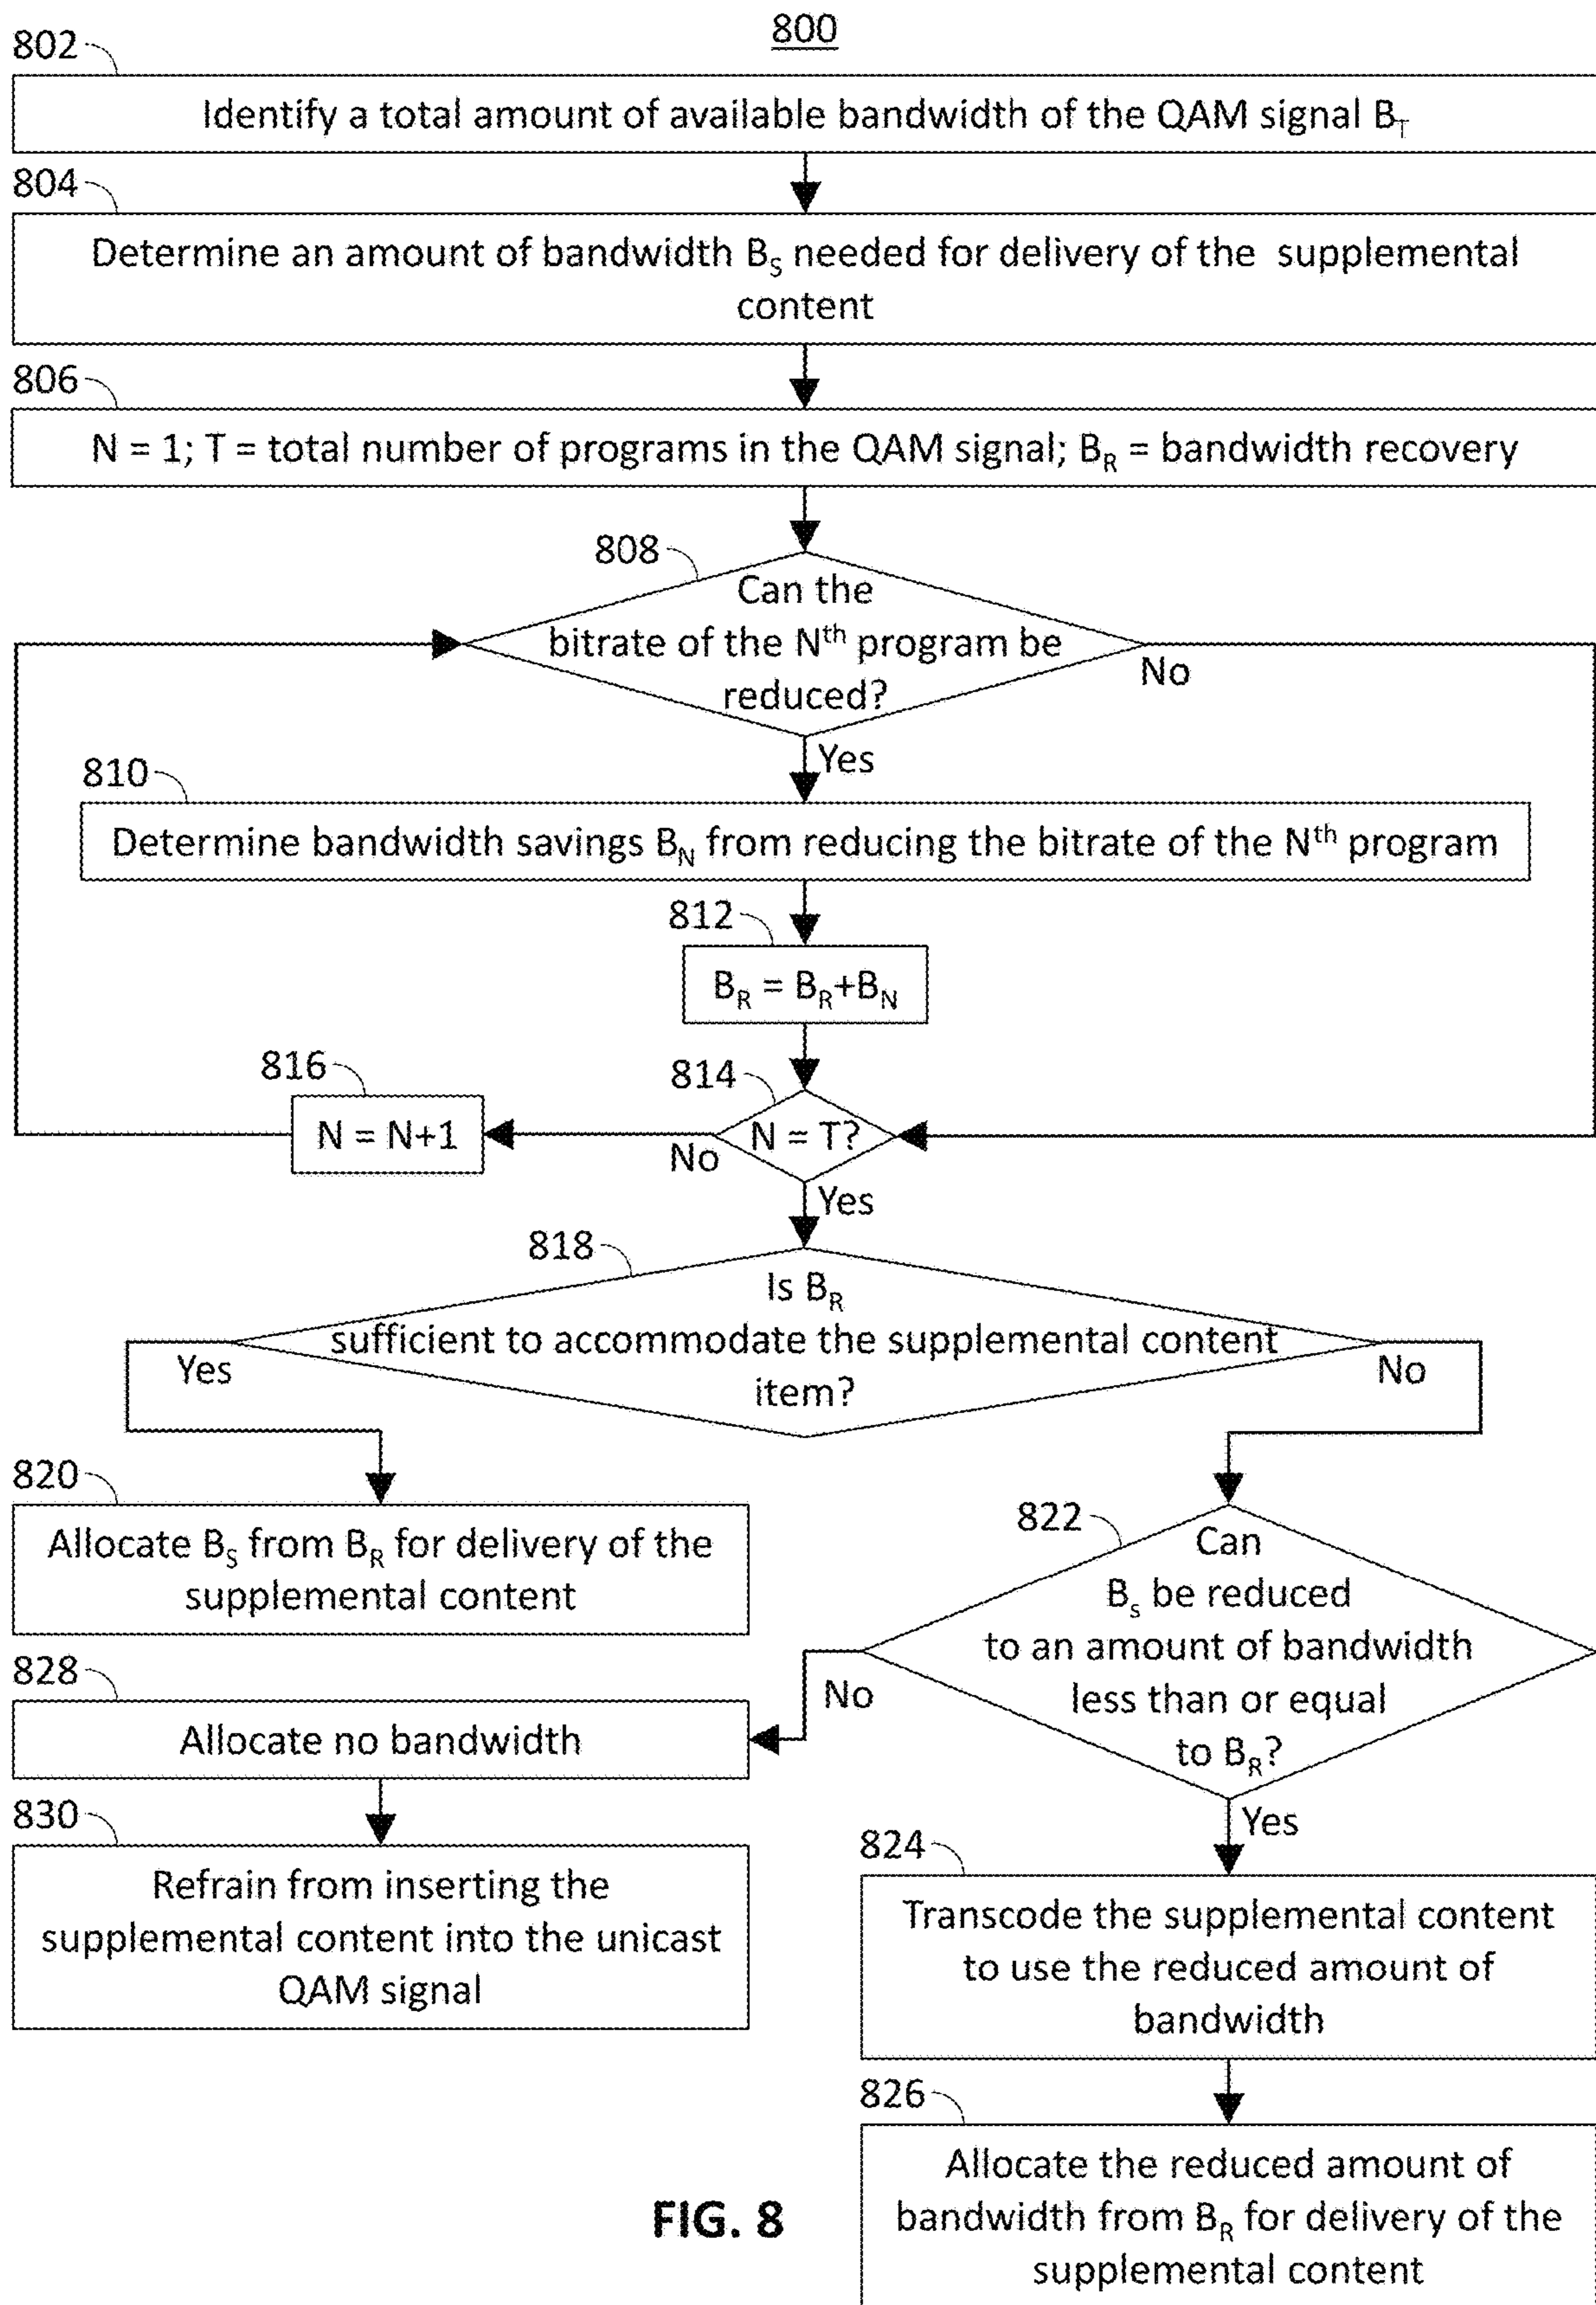 800
802
Identify a total amount of available bandwidth of the QAM signal B_T
804
Determine an amount of bandwidth B_S needed for delivery of the supplemental
content
806
N = 1; T = total number of programs in the QAM signal; B_R = bandwidth recovery
808
Can the
bitrate of the N^th program be
reduced?
No
Yes
810
Determine bandwidth savings B_N from reducing the bitrate of the N^th program
812
B_R = B_R+B_N
814
N = T?
816
N = N+1
No
Yes
818
Is B_R
sufficient to accommodate the supplemental content
item?
Yes
No
820
Allocate B_S from B_R for delivery of the
supplemental content
822
Can
B_s be reduced
to an amount of bandwidth
less than or equal
to B_R?
No
Yes
828
Allocate no bandwidth
830
Refrain from inserting the
supplemental content into the unicast
QAM signal
824
Transcode the supplemental content
to use the reduced amount of
bandwidth
826
Allocate the reduced amount of
bandwidth from B_R for delivery of the
supplemental content
FIG. 8